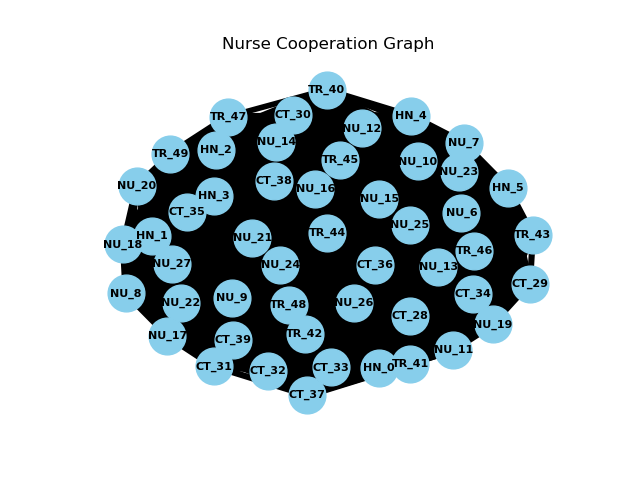 Nurse Cooperation Graph
TR_40
TR_47
CT_30
HN_4
NU_12
NU_14
NU_7
HN_2
TR_49
TR_45
NU_10
NU_23
CT_38
NU_20
NU_16
HN_5
HN_3
NU_15
CT_35
NU_6
NU_25
TR_44
TR_43
HN_1
NU_21
NU_18
TR_46
NU_27
NU_24
CT_36
NU_13
CT_29
NU_8
CT_34
NU_9
NU_22
TR_48
NU_26
CT_28
NU_19
TR_42
NU_17
CT_39
NU_11
TR_41
CT_31
CT_33
HN_0
CT_32
CT_37